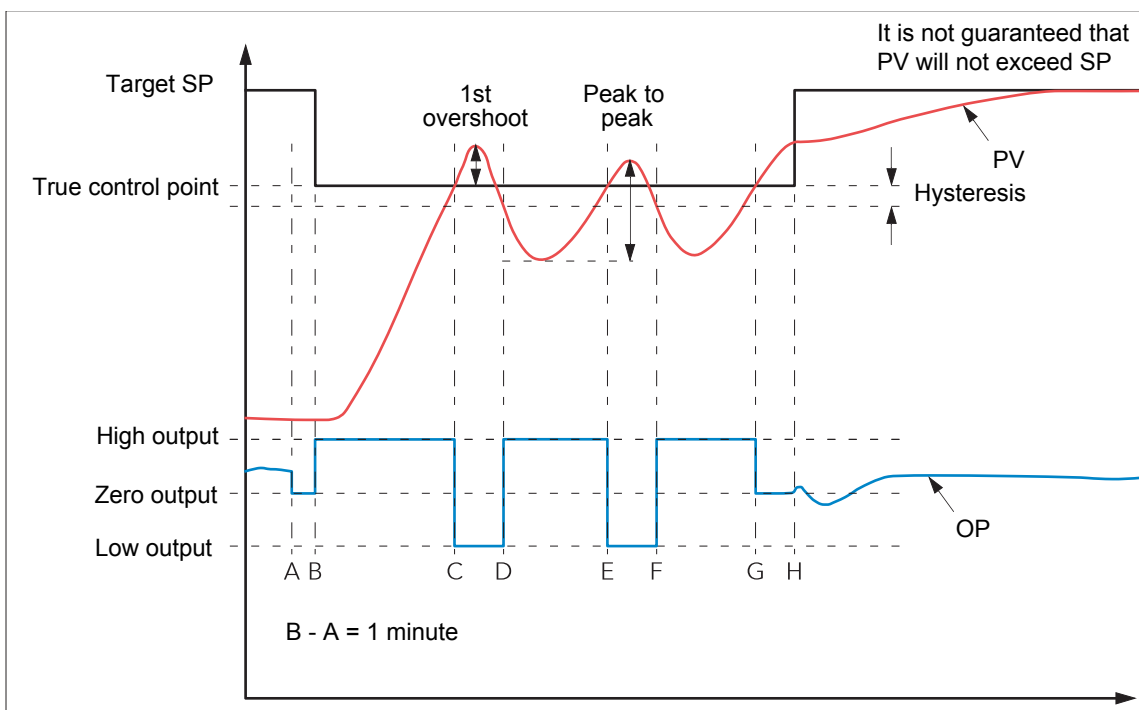 It is not guaranteed that
PV will not exceed SP
Target SP
1st
overshoot
Peak to
peak
PV
True control point
Hysteresis
High output
Zero output
OP
Low output
A B C D E F G H
B - A = 1 minute